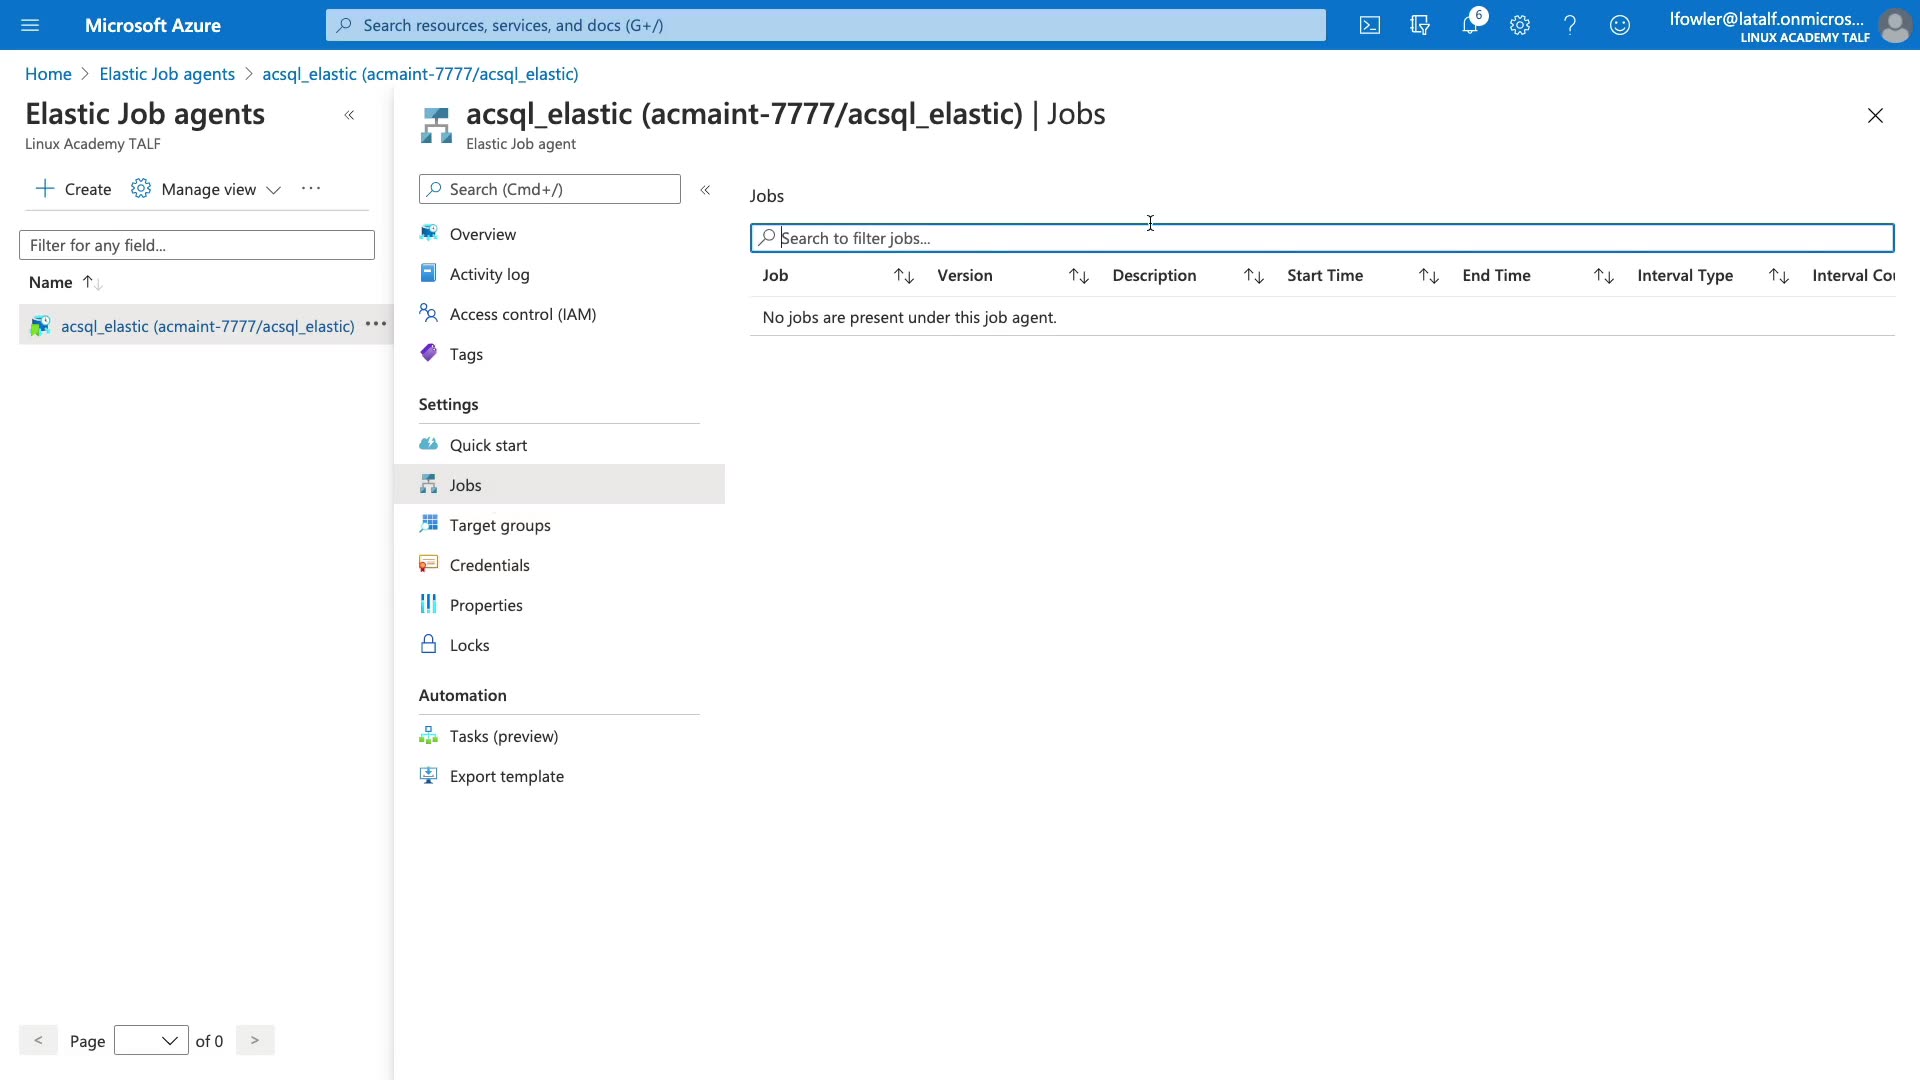 Microsoft Azure
Search resources, services, and docs (G+/)
6
lfowler@latalf.onmicros...
LINUX ACADEMY TALF
Home > Elastic Job agents > acsql_elastic (acmaint-7777/acsql_elastic)
Elastic Job agents
Linux Academy TALF
Create
Manage view
Filter for any field...
Name
acsql_elastic (acmaint-7777/acsql_elastic)
< Page of 0 >
acsql_elastic (acmaint-7777/acsql_elastic) | Jobs
Elastic Job agent
Search (Cmd+/)
Overview
Activity log
Access control (IAM)
Tags
Settings
Quick start
Jobs
Target groups
Credentials
Properties
Locks
Automation
Tasks (preview)
Export template
Jobs
Search to filter jobs...
Job Version Description Start Time End Time Interval Type Interval Cou
No jobs are present under this job agent.